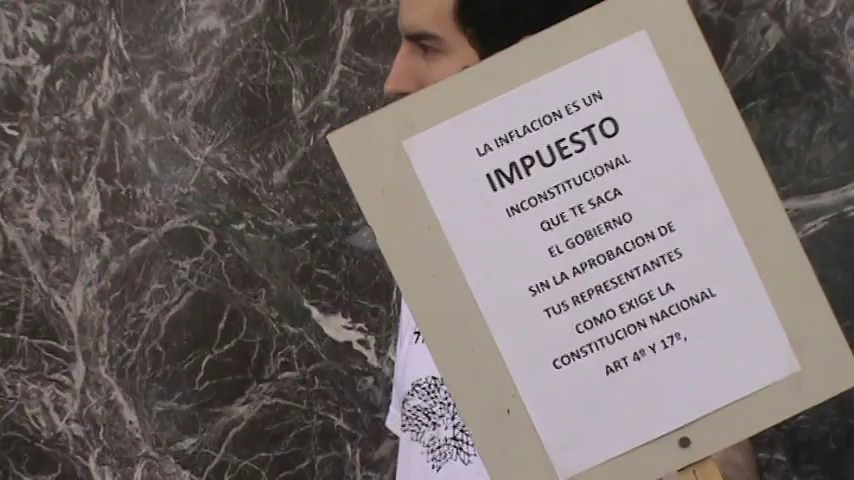 LA INFLACION ES UN
IMPUESTO
INCONSTITUCIONAL
QUE TE SACA
EL GOBIERNO
SIN LA APROBACION DE
TUS REPRESENTANTES
COMO EXIGE LA
CONSTITUCION NACIONAL
ART 4º Y 17º,